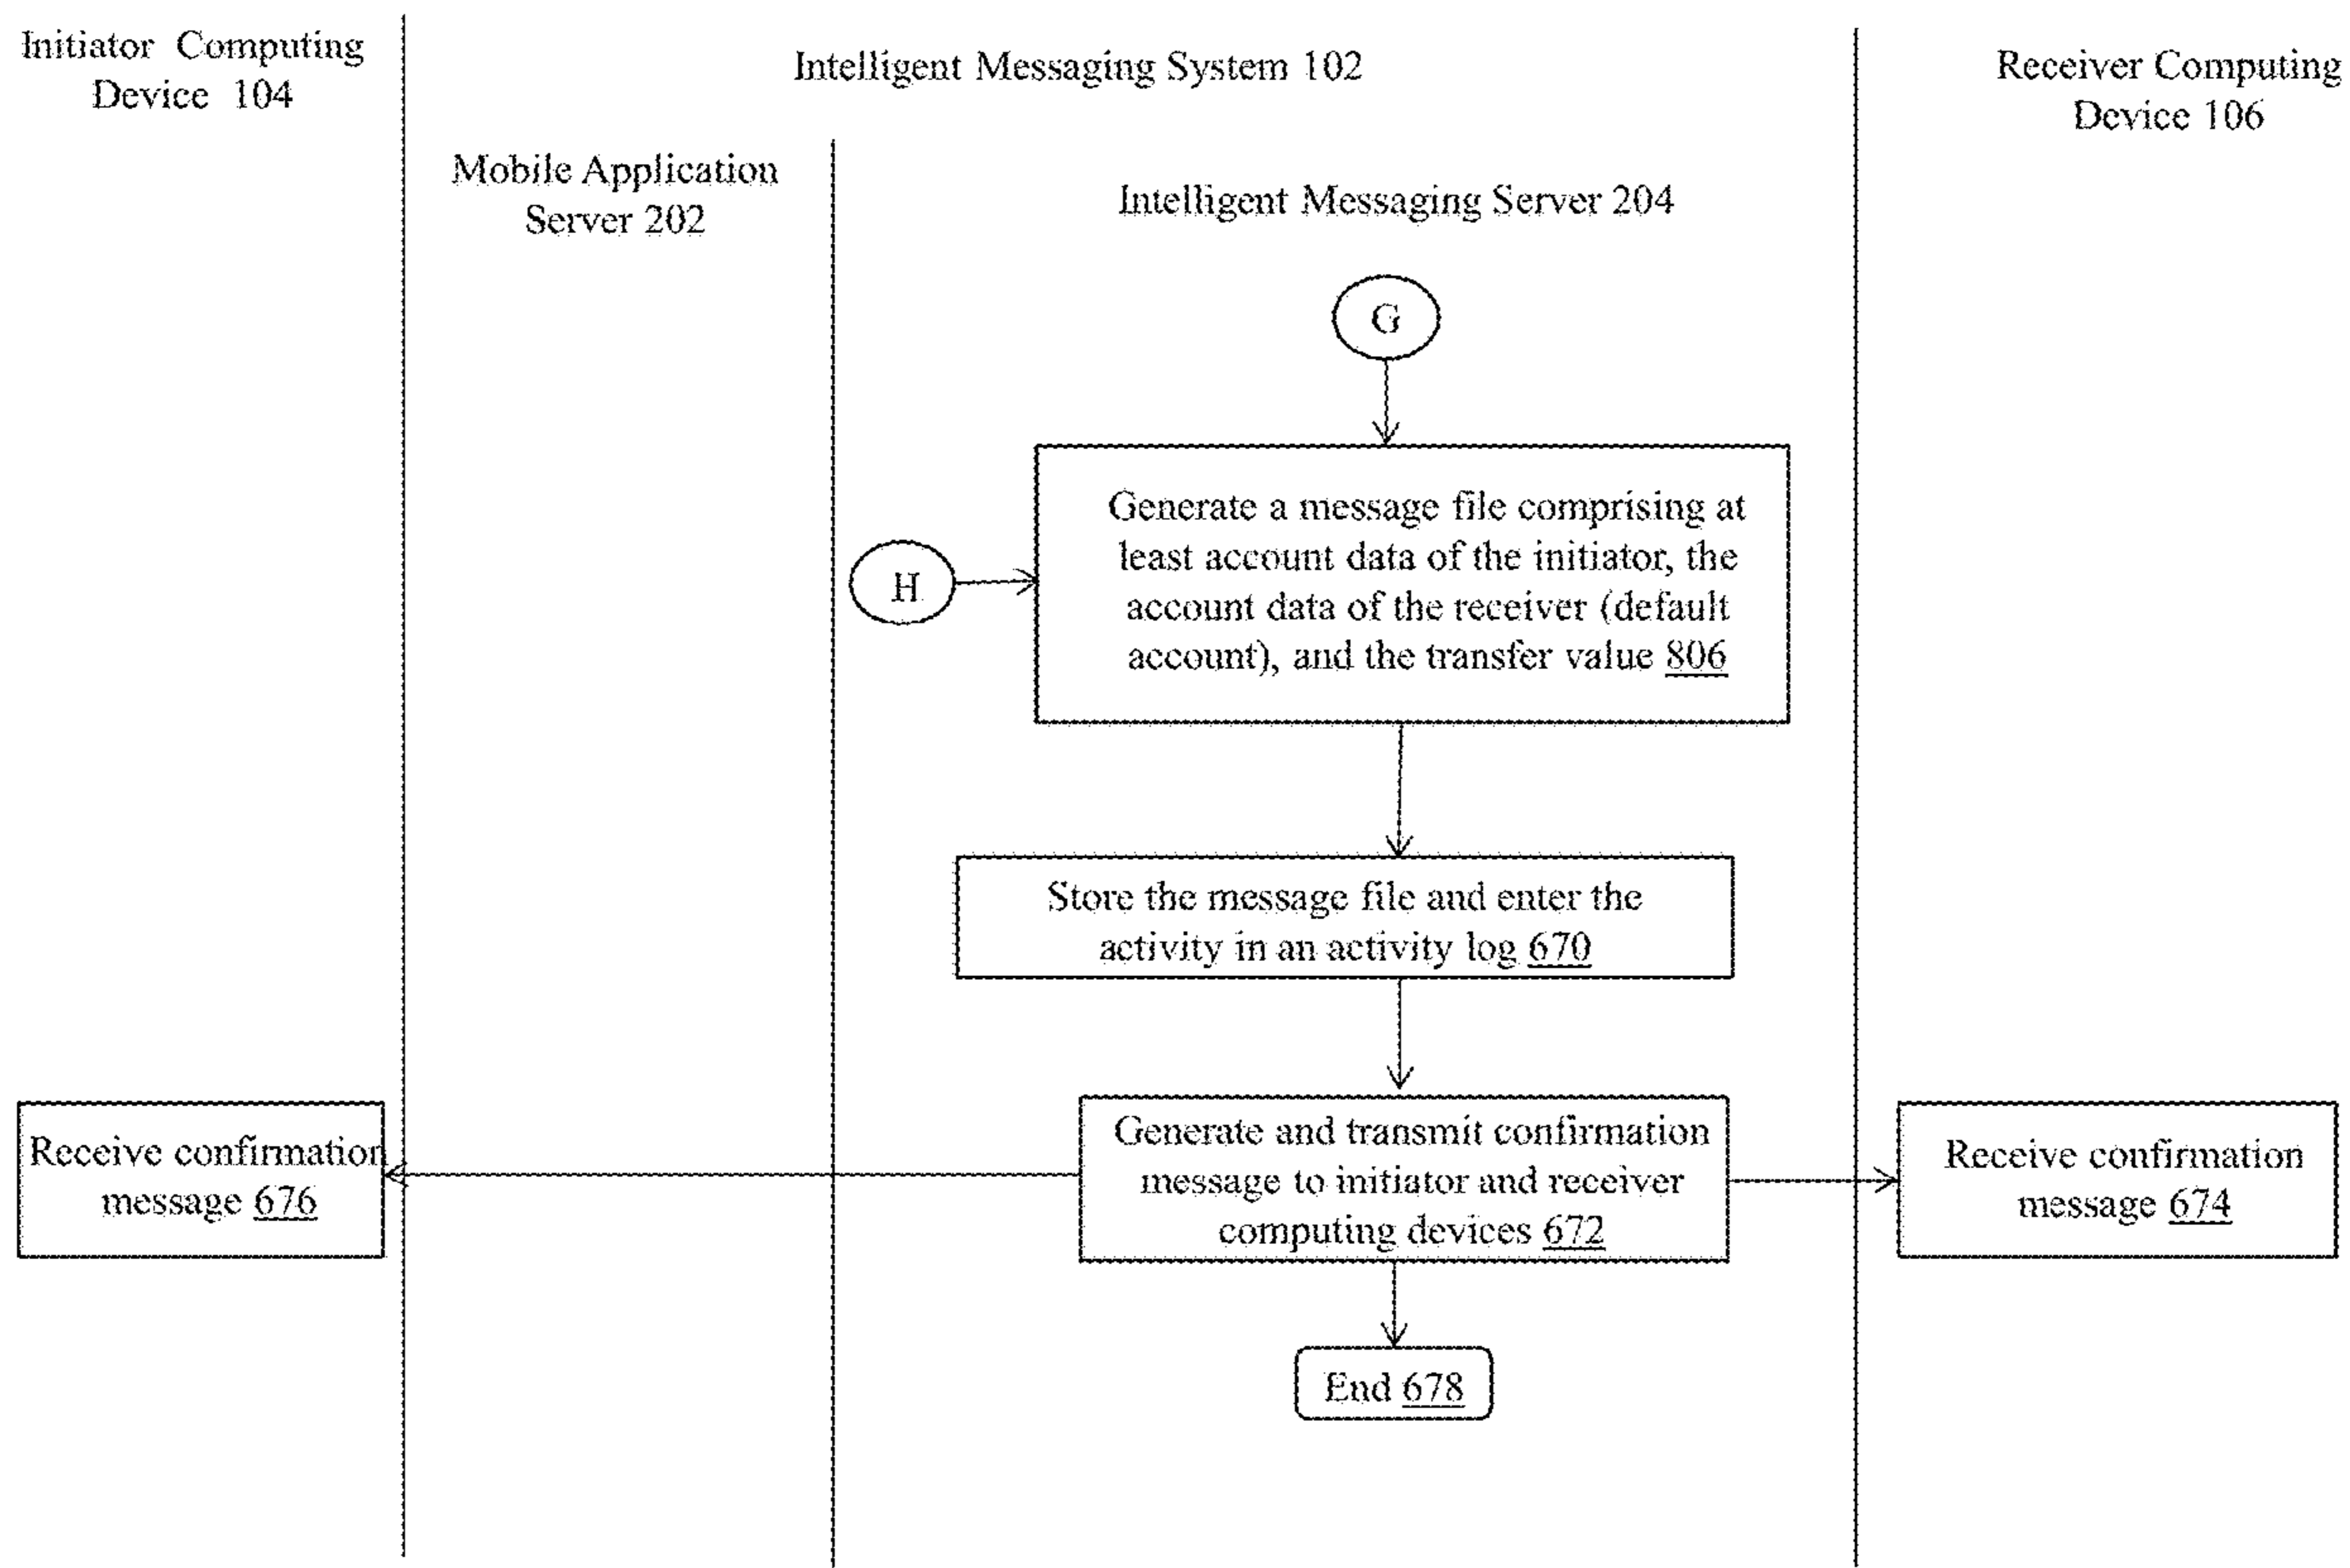 Initiator Computing
Device 104
Intelligent Messaging System 102
Receiver Computing
Device 106
Mobile Application
Server 202
Intelligent Messaging Server 204
G
Generate a message file comprising at
least account data of the initiator, the
account data of the receiver (default
account), and the transfer value 806
H
Store the message file and enter the
activity in an activity log 670
Receive confirmation
message 676
Generate and transmit confirmation
message to initiator and receiver
computing devices 672
Receive confirmation
message 674
End 678